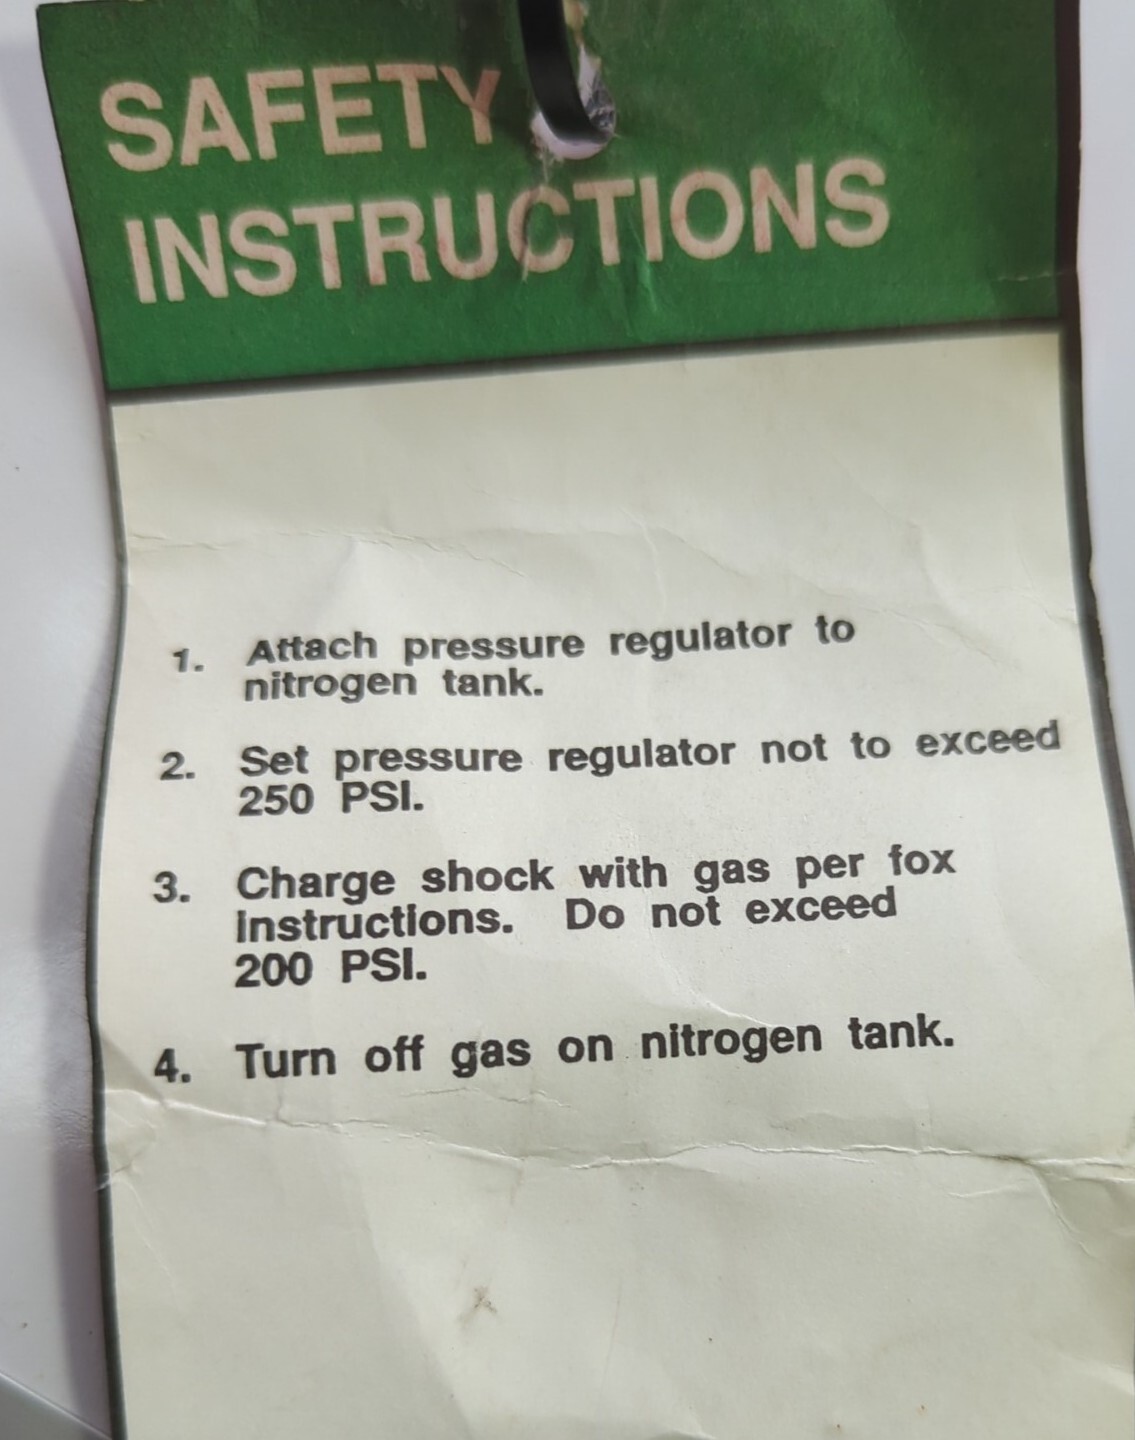 SAFETY
INSTRUCTIONS
1. Attach pressure regulator to
nitrogen tank.
2. Set pressure regulator not to exceed
250 PSI.
3. Charge shock with gas per fox
Instructions. Do not exceed
200 PSI.
4. Turn off gas on nitrogen tank.